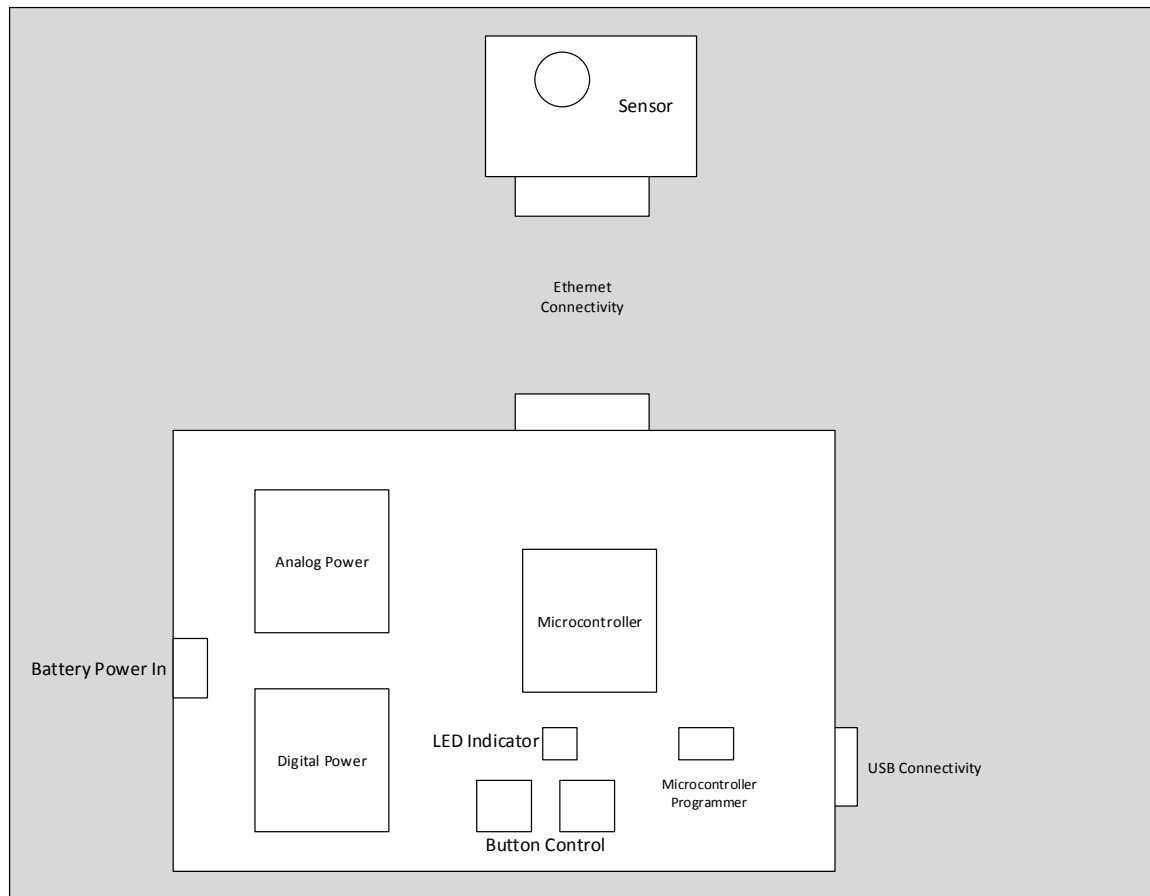 Sensor
Ethernet
Connectivity
Analog Power
Microcontroller
Battery Power In
LED Indicator
Digital Power
USB Connectivity
Microcontroller
Programmer
Button Control